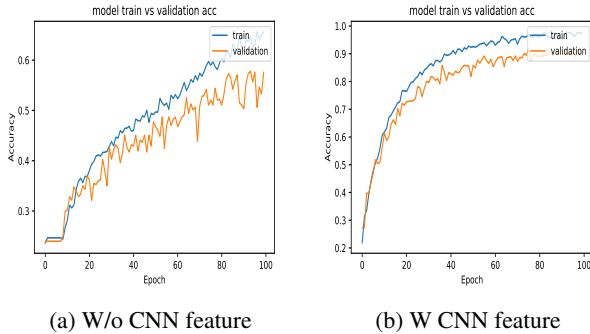 model train vs validation acc
train
validation
0.6
0.5
0.4
0.3
Accuracy
0
20
40
60
80
100
Epoch
(a) W/o CNN feature
model train vs validation acc
train
validation
1.0
0.9
0.8
0.7
0.6
0.5
0.4
0.3
0.2
Accuracy
0
20
40
60
80
100
Epoch
(b) W CNN feature